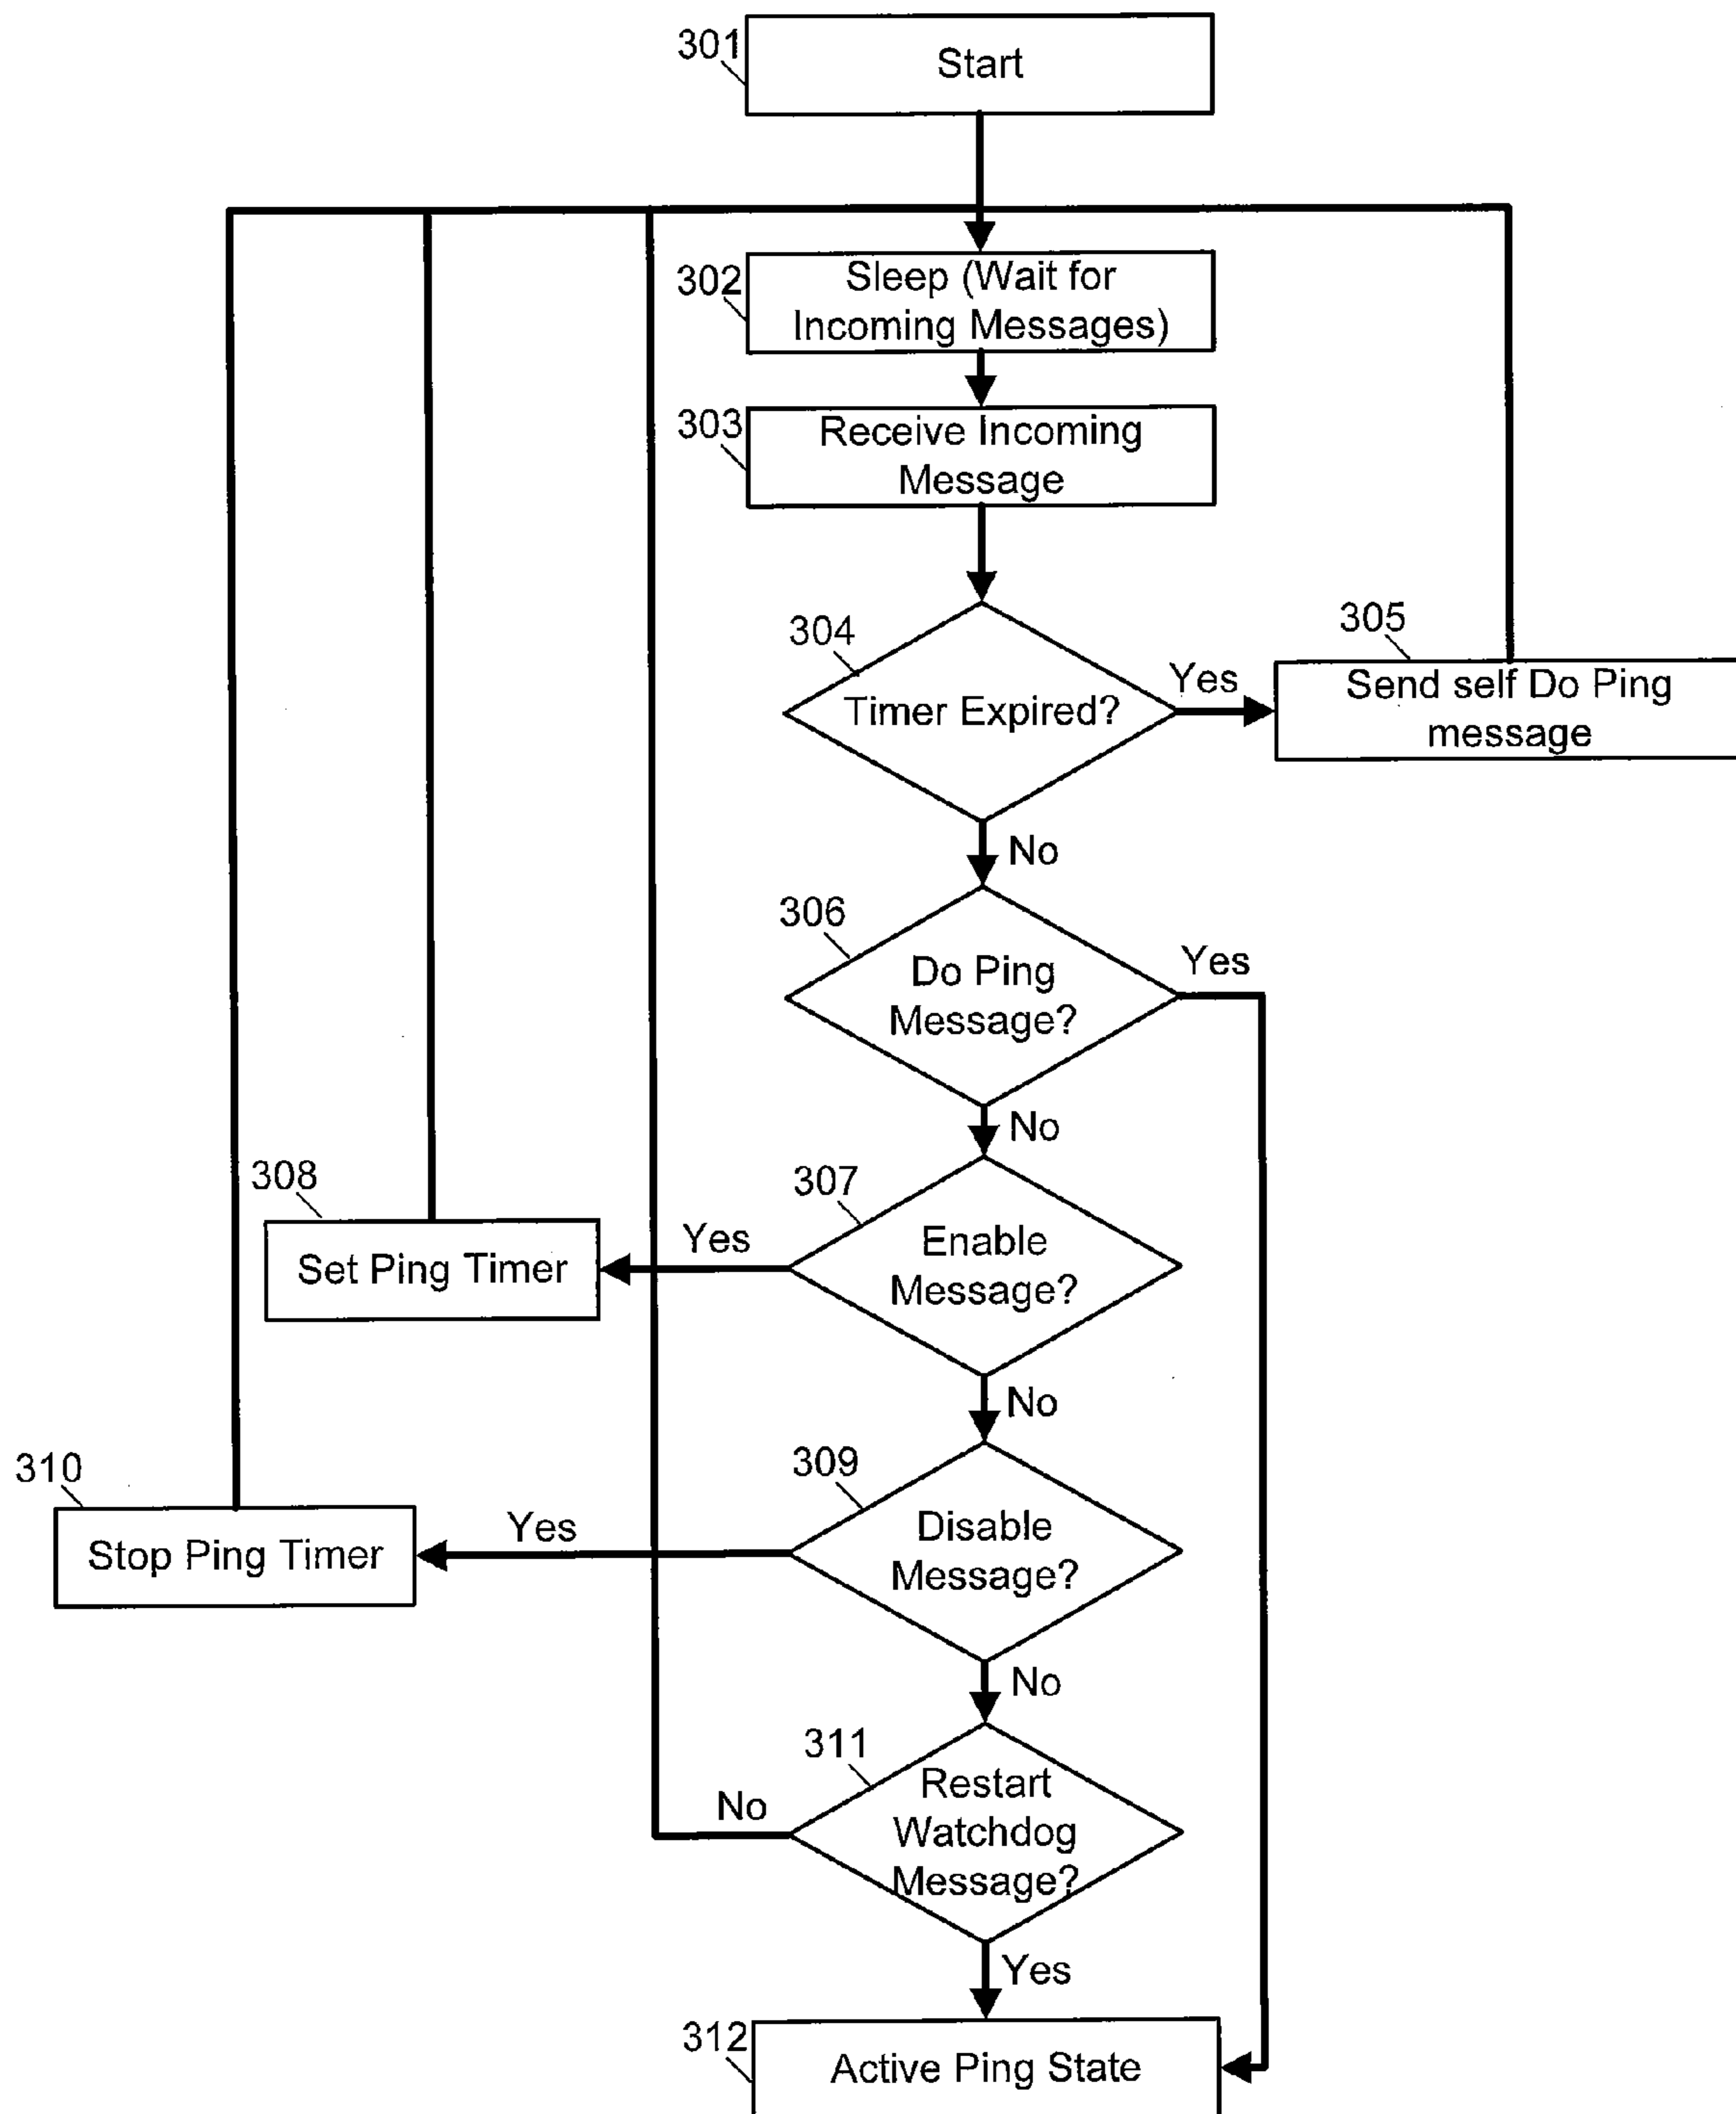 301
Start
302
Sleep (Wait for
Incoming Messages)
303
Receive Incoming
Message
304
Timer Expired?
Yes
305
Send self Do Ping
message
No
306
Do Ping
Message?
Yes
No
307
Enable
Message?
Yes
308
Set Ping Timer
No
309
Disable
Message?
Yes
310
Stop Ping Timer
No
311
Restart
Watchdog
Message?
No
Yes
312
Active Ping State